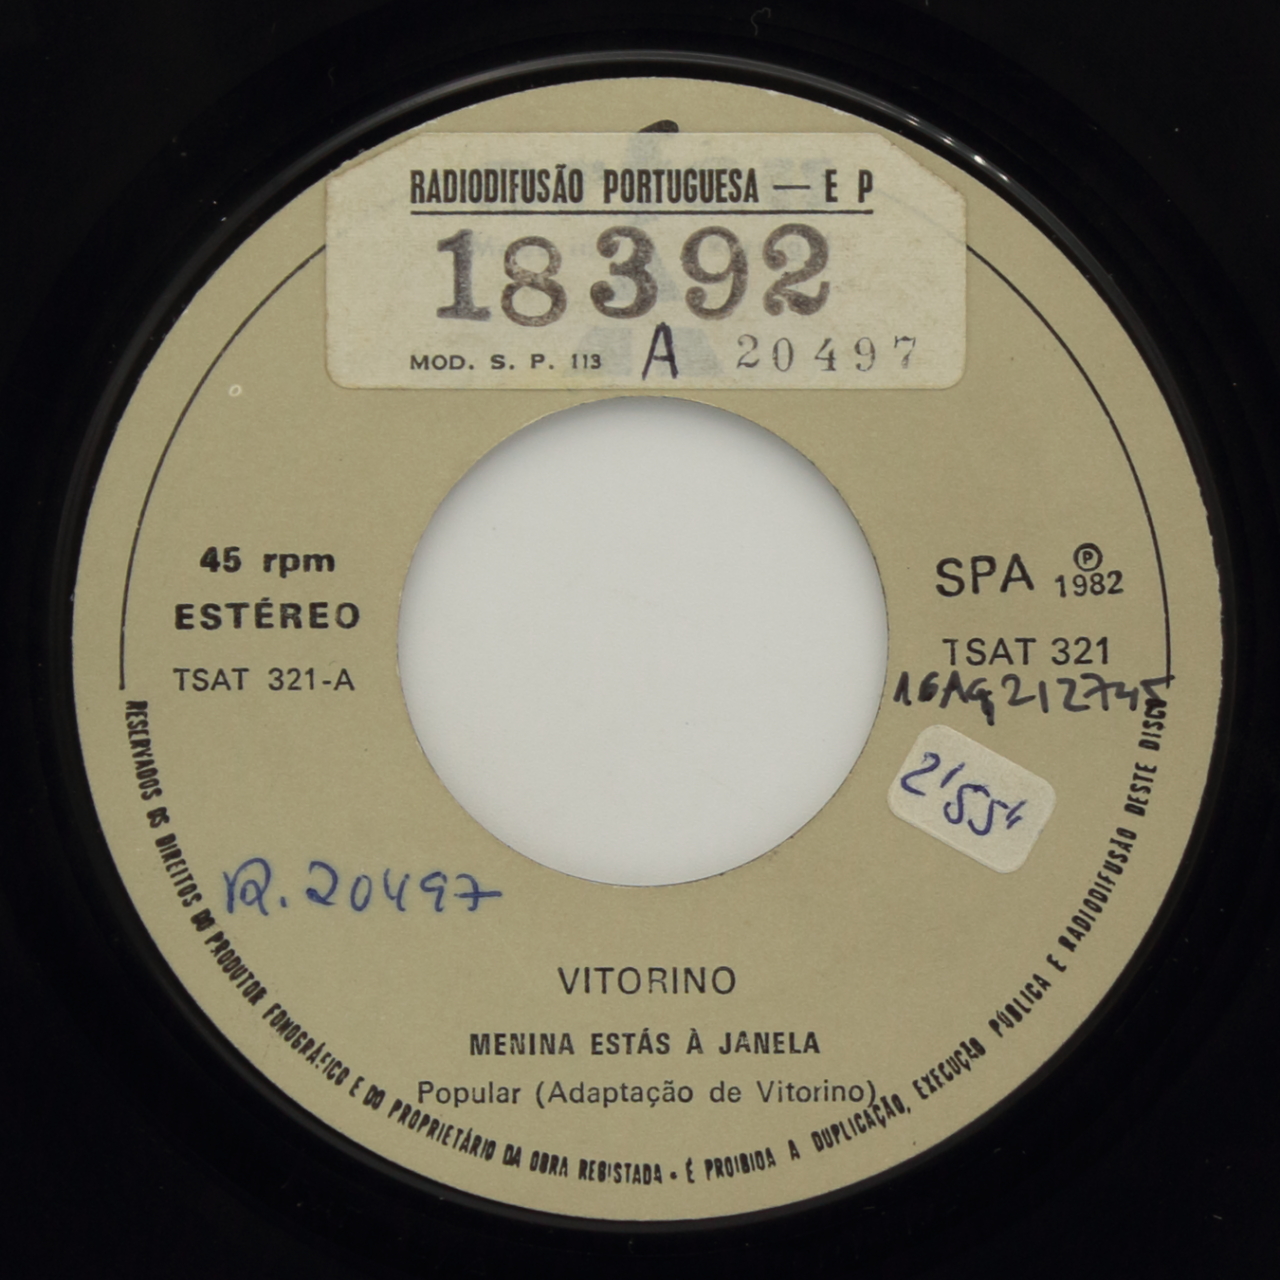 RADIODIFUSÃO PORTUGUESA — E P
18392
MOD. S. P. 113 A 20497
45 rpm
ESTÉREO
TSAT 321-A
SPA ℗ 1982
TSAT 321
2'55"
R. 20497
VITORINO
MENINA ESTÁS À JANELA
Popular (Adaptação de Vitorino)
RESERVADOS OS DIREITOS DO PRODUTOR FONOGRÁFICO E DO PROPRIETÁRIO DA OBRA REGISTADA • É PROIBIDA A DUPLICAÇÃO, EXECUÇÃO PÚBLICA E RADIODIFUSÃO DESTE DISCO